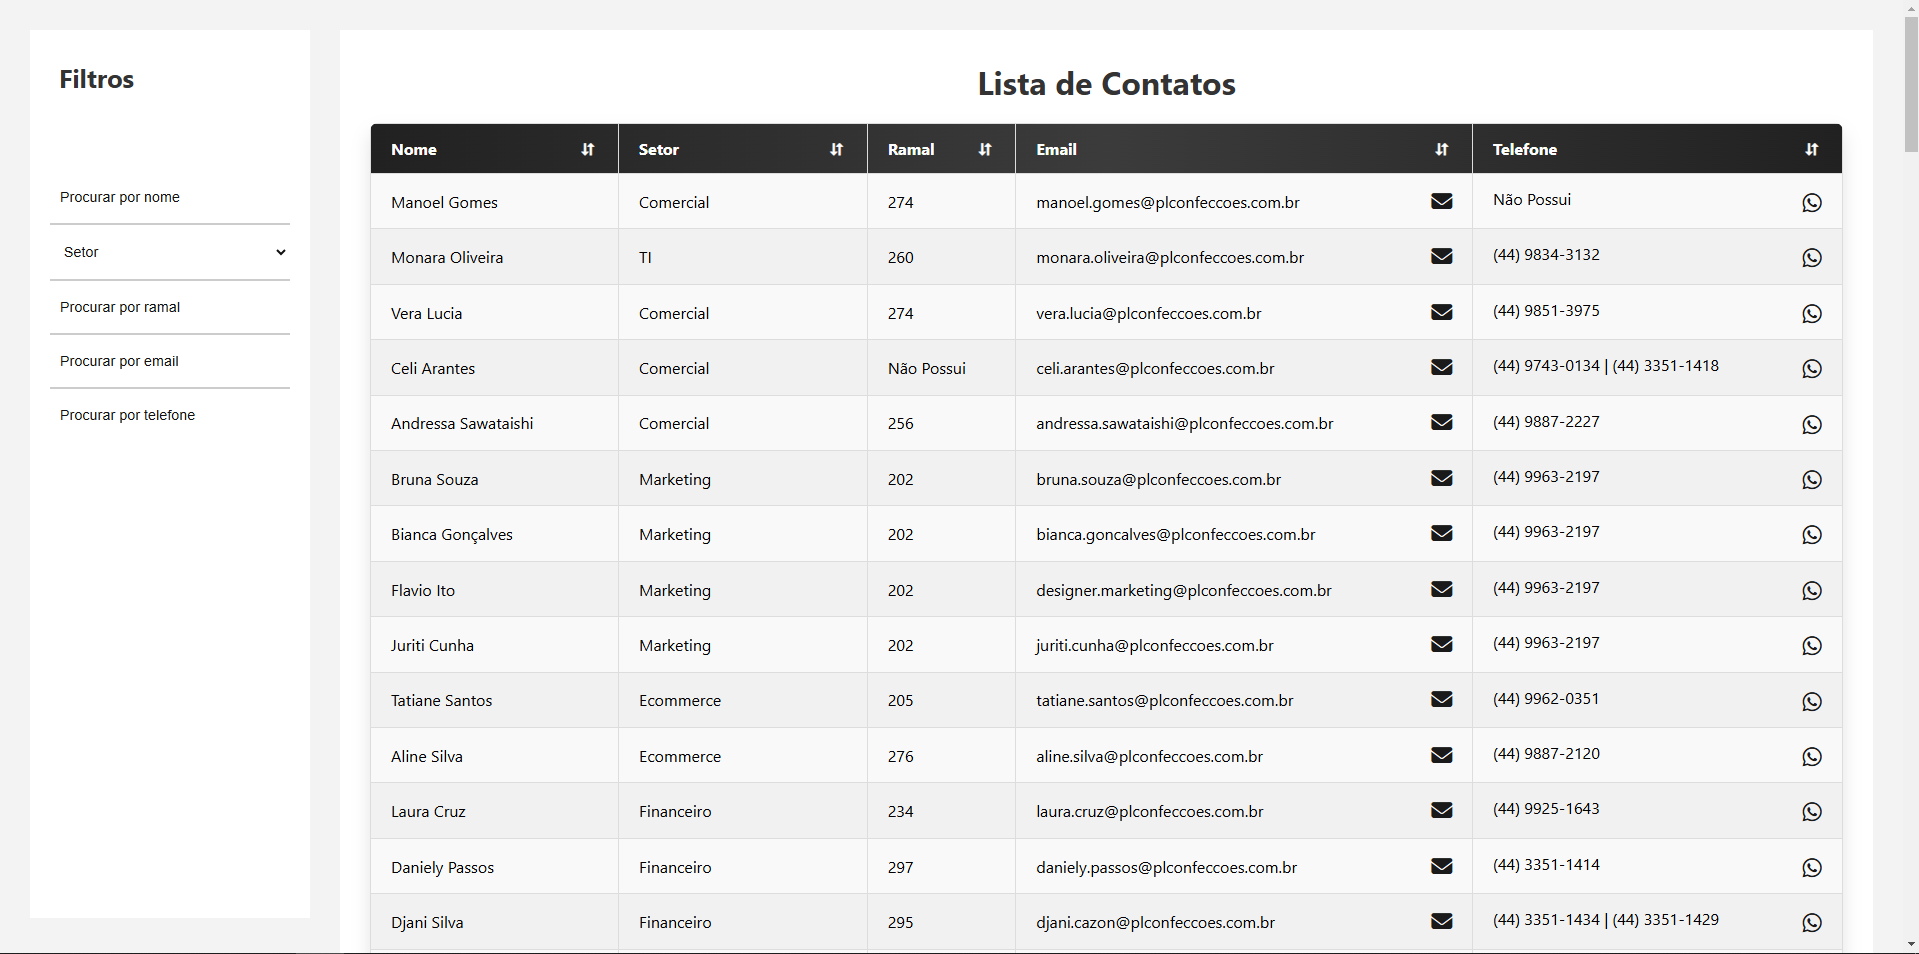 Filtros
Procurar por nome
Setor
Procurar por ramal
Procurar por email
Procurar por telefone
Lista de Contatos
Nome Setor Ramal Email Telefone
Manoel Gomes Comercial 274 manoel.gomes@plconfeccoes.com.br Não Possui
Monara Oliveira TI 260 monara.oliveira@plconfeccoes.com.br (44) 9834-3132
Vera Lucia Comercial 274 vera.lucia@plconfeccoes.com.br (44) 9851-3975
Celi Arantes Comercial Não Possui celi.arantes@plconfeccoes.com.br (44) 9743-0134 | (44) 3351-1418
Andressa Sawataishi Comercial 256 andressa.sawataishi@plconfeccoes.com.br (44) 9887-2227
Bruna Souza Marketing 202 bruna.souza@plconfeccoes.com.br (44) 9963-2197
Bianca Gonçalves Marketing 202 bianca.goncalves@plconfeccoes.com.br (44) 9963-2197
Flavio Ito Marketing 202 designer.marketing@plconfeccoes.com.br (44) 9963-2197
Juriti Cunha Marketing 202 juriti.cunha@plconfeccoes.com.br (44) 9963-2197
Tatiane Santos Ecommerce 205 tatiane.santos@plconfeccoes.com.br (44) 9962-0351
Aline Silva Ecommerce 276 aline.silva@plconfeccoes.com.br (44) 9887-2120
Laura Cruz Financeiro 234 laura.cruz@plconfeccoes.com.br (44) 9925-1643
Daniely Passos Financeiro 297 daniely.passos@plconfeccoes.com.br (44) 3351-1414
Djani Silva Financeiro 295 djani.cazon@plconfeccoes.com.br (44) 3351-1434 | (44) 3351-1429